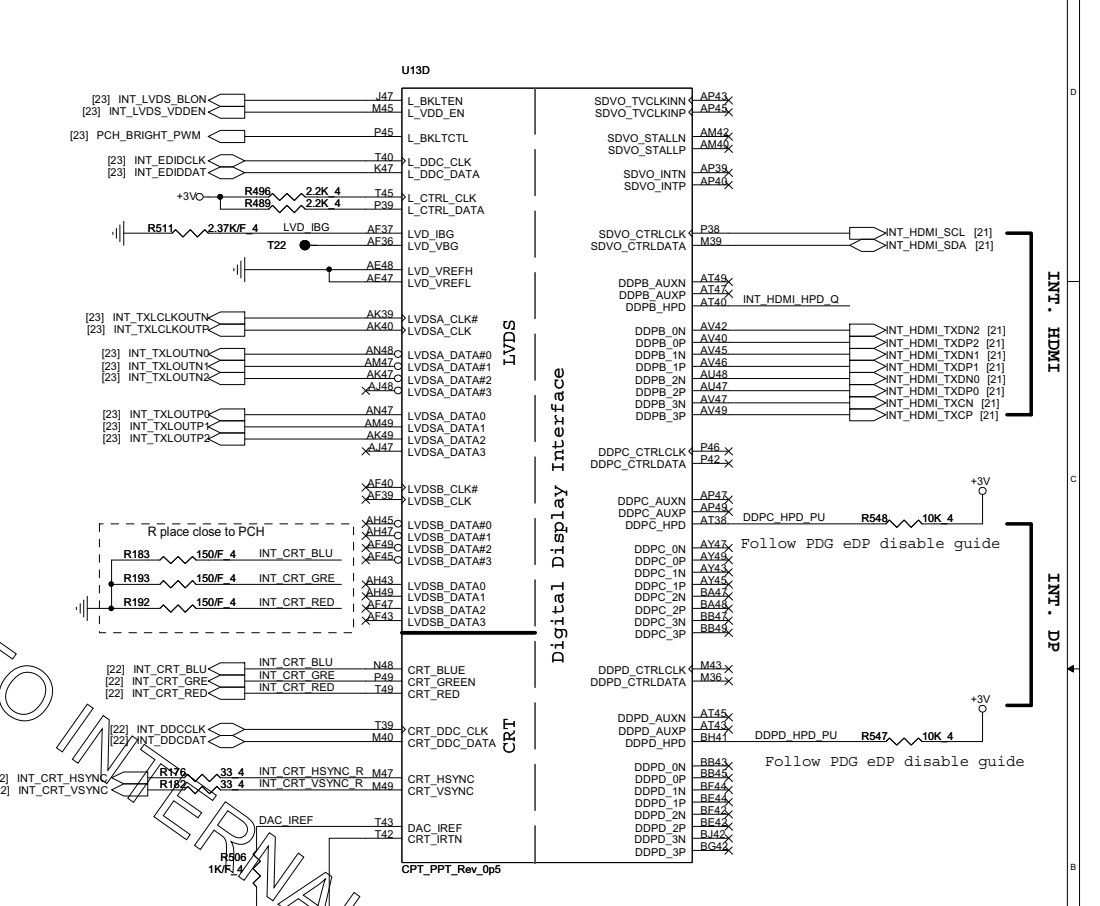 U13D
[23] INT_LVDS_BLON J47 L_BKLTEN
[23] INT_LVDS_VDDEN M45 L_VDD_EN
[23] PCH_BRIGHT_PWM P45 L_BKLTCTL
[23] INT_EDIDCLK T40 L_DDC_CLK
[23] INT_EDIDDAT K47 L_DDC_DATA
+3V R496 2.2K_4 T45 L_CTRL_CLK
R489 2.2K_4 P39 L_CTRL_DATA
R511 2.37K/F_4 LVD_IBG AF37 LVD_IBG
T22 AF36 LVD_VBG
AE48 LVD_VREFH
AE47 LVD_VREFL
[23] INT_TXLCLKOUTN AK39 LVDSA_CLK#
[23] INT_TXLCLKOUTP AK40 LVDSA_CLK
[23] INT_TXLOUTN0 AN48 LVDSA_DATA#0
[23] INT_TXLOUTN1 AM47 LVDSA_DATA#1
[23] INT_TXLOUTN2 AK47 LVDSA_DATA#2
AJ48 LVDSA_DATA#3
[23] INT_TXLOUTP0 AN47 LVDSA_DATA0
[23] INT_TXLOUTP1 AM49 LVDSA_DATA1
[23] INT_TXLOUTP2 AK49 LVDSA_DATA2
AJ47 LVDSA_DATA3
AF40 LVDSB_CLK#
AF39 LVDSB_CLK
AH45 LVDSB_DATA#0
AH47 LVDSB_DATA#1
AF49 LVDSB_DATA#2
AF45 LVDSB_DATA#3
AH43 LVDSB_DATA0
AH49 LVDSB_DATA1
AF47 LVDSB_DATA2
AF43 LVDSB_DATA3
R place close to PCH
R183 150/F_4 INT_CRT_BLU
R193 150/F_4 INT_CRT_GRE
R192 150/F_4 INT_CRT_RED
[22] INT_CRT_BLU INT_CRT_BLU N48 CRT_BLUE
[22] INT_CRT_GRE INT_CRT_GRE P49 CRT_GREEN
[22] INT_CRT_RED INT_CRT_RED T49 CRT_RED
[22] INT_DDCCLK T39 CRT_DDC_CLK
[22] INT_DDCDAT M40 CRT_DDC_DATA
2] INT_CRT_HSYNC R176 33_4 INT_CRT_HSYNC_R M47 CRT_HSYNC
2] INT_CRT_VSYNC R182 33_4 INT_CRT_VSYNC_R M49 CRT_VSYNC
DAC_IREF T43 DAC_IREF
T42 CRT_IRTN
R506
1K/F_4
CPT_PPT_Rev_0p5
LVDS
CRT
Digital Display Interface
SDVO_TVCLKINN AP43
SDVO_TVCLKINP AP45
SDVO_STALLN AM42
SDVO_STALLP AM40
SDVO_INTN AP39
SDVO_INTP AP40
SDVO_CTRLCLK P38 INT_HDMI_SCL [21]
SDVO_CTRLDATA M39 INT_HDMI_SDA [21]
DDPB_AUXN AT49
DDPB_AUXP AT47
DDPB_HPD AT40 INT_HDMI_HPD_Q
DDPB_0N AV42 INT_HDMI_TXDN2 [21]
DDPB_0P AV40 INT_HDMI_TXDP2 [21]
DDPB_1N AV45 INT_HDMI_TXDN1 [21]
DDPB_1P AV46 INT_HDMI_TXDP1 [21]
DDPB_2N AU48 INT_HDMI_TXDN0 [21]
DDPB_2P AU47 INT_HDMI_TXDP0 [21]
DDPB_3N AV47 INT_HDMI_TXCN [21]
DDPB_3P AV49 INT_HDMI_TXCP [21]
INT. HDMI
DDPC_CTRLCLK P46
DDPC_CTRLDATA P42
DDPC_AUXN AP47
DDPC_AUXP AP49
DDPC_HPD AT38 DDPC_HPD_PU R548 10K_4 +3V
Follow PDG eDP disable guide
DDPC_0N AY47
DDPC_0P AY49
DDPC_1N AY43
DDPC_1P AY45
DDPC_2N BA47
DDPC_2P BA48
DDPC_3N BB47
DDPC_3P BB49
INT. DP
DDPD_CTRLCLK M43
DDPD_CTRLDATA M36
DDPD_AUXN AT45
DDPD_AUXP AT43
DDPD_HPD BH41 DDPD_HPD_PU R547 10K_4 +3V
Follow PDG eDP disable guide
DDPD_0N BB43
DDPD_0P BB45
DDPD_1N BF44
DDPD_1P BE44
DDPD_2N BF42
DDPD_2P BE42
DDPD_3N BJ42
DDPD_3P BG42
D
C
B
TO INTERNA